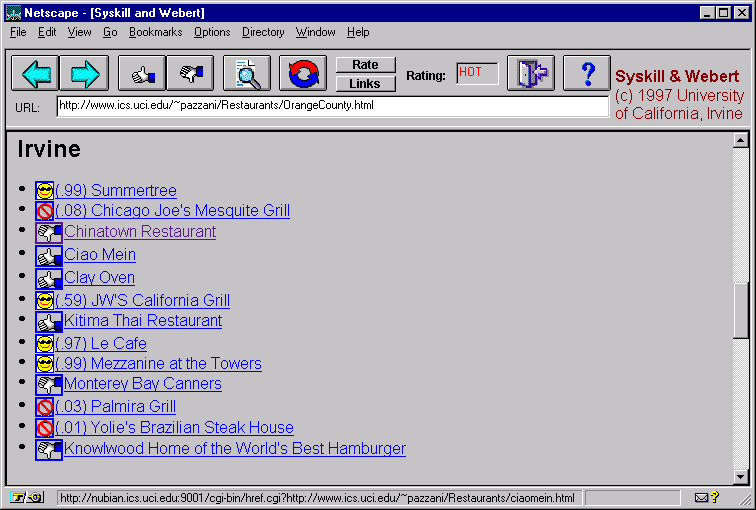 Netscape - [Syskill and Webert]
File Edit View Go Bookmarks Options Directory Window Help
Rate
Links
Rating: HOT
Syskill & Webert
(c) 1997 University
of California, Irvine
URL: http://www.ics.uci.edu/~pazzani/Restaurants/OrangeCounty.html
Irvine
(.99) Summertree
(.08) Chicago Joe's Mesquite Grill
Chinatown Restaurant
Ciao Mein
Clay Oven
(.59) JW'S California Grill
Kitima Thai Restaurant
(.97) Le Cafe
(.99) Mezzanine at the Towers
Monterey Bay Canners
(.03) Palmira Grill
(.01) Yolie's Brazilian Steak House
Knowlwood Home of the World's Best Hamburger
http://nubian.ics.uci.edu:9001/cgi-bin/href.cgi?http://www.ics.uci.edu/~pazzani/Restaurants/ciaomein.html